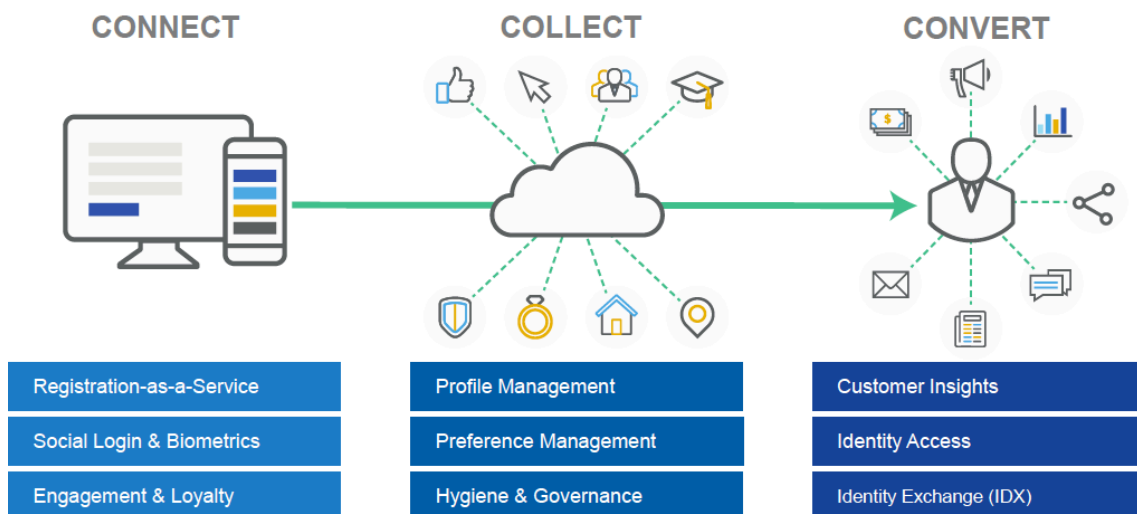 CONNECT
COLLECT
CONVERT
$
Registration-as-a-Service
Profile Management
Customer Insights
Social Login & Biometrics
Preference Management
Identity Access
Engagement & Loyalty
Hygiene & Governance
Identity Exchange (IDX)